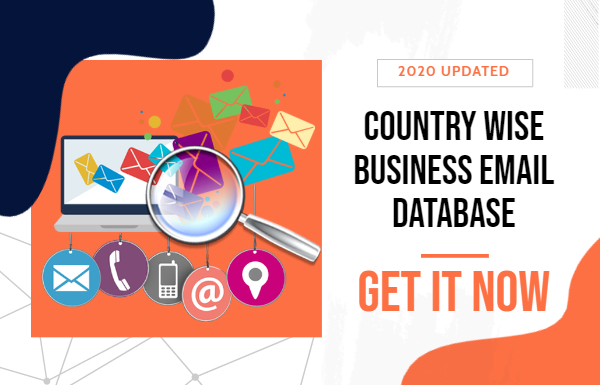 2020 UPDATED
COUNTRY WISE
BUSINESS EMAIL
DATABASE
GET IT NOW
@